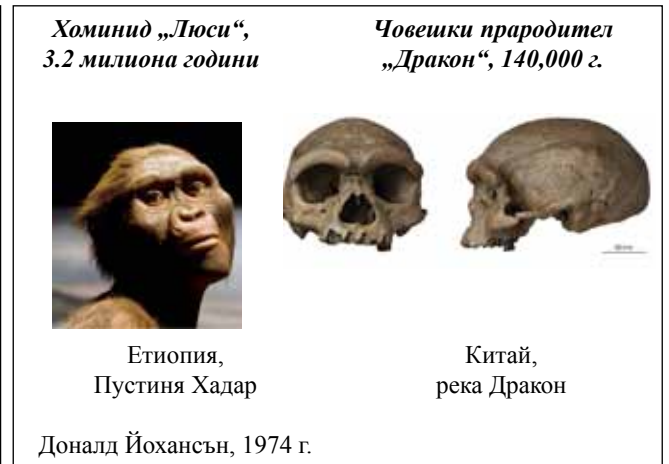 Хоминид „Люси“,
3.2 милиона години
Човешки прародител
„Дракон“, 140,000 г.
Етиопия,
Пустиня Хадар
Китай,
река Дракон
Доналд Йохансън, 1974 г.